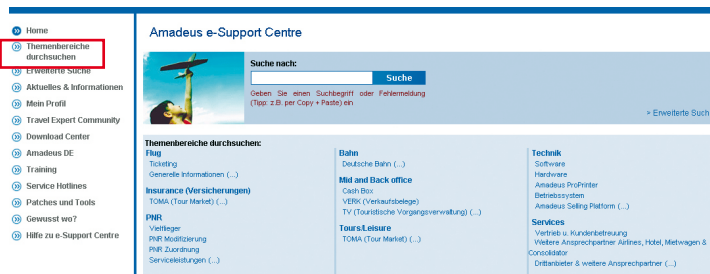 Home
Themenbereiche
durchsuchen
Erweiterte Suche
Aktuelles & Informationen
Mein Profil
Travel Expert Community
Download Center
Amadeus DE
Training
Service Hotlines
Patches und Tools
Gewusst wo?
Hilfe zu e-Support Centre
Amadeus e-Support Centre
Suche nach:
Suche
Geben Sie einen Suchbegriff oder Fehlermeldung
(Tipp: z.B. per Copy + Paste) ein
> Erweiterte Such
Themenbereiche durchsuchen:
Flug
Ticketing
Generelle Informationen (...)
Insurance (Versicherungen)
TOMA (Tour Market) (...)
PNR
Vielflieger
PNR Modifizierung
PNR Zuordnung
Serviceleistungen (...)
Bahn
Deutsche Bahn (...)
Mid and Back office
Cash Box
VERK (Verkaufsbelege)
TV (Touristische Vorgangsverwaltung) (...)
Tours/Leisure
TOMA (Tour Market) (...)
Technik
Software
Hardware
Amadeus ProPrinter
Betriebssystem
Amadeus Selling Platform (...)
Services
Vertrieb u. Kundenbetreuung
Weitere Ansprechpartner Airlines, Hotel, Mietwagen &
Consolidator
Drittanbieter & weitere Ansprechpartner (...)